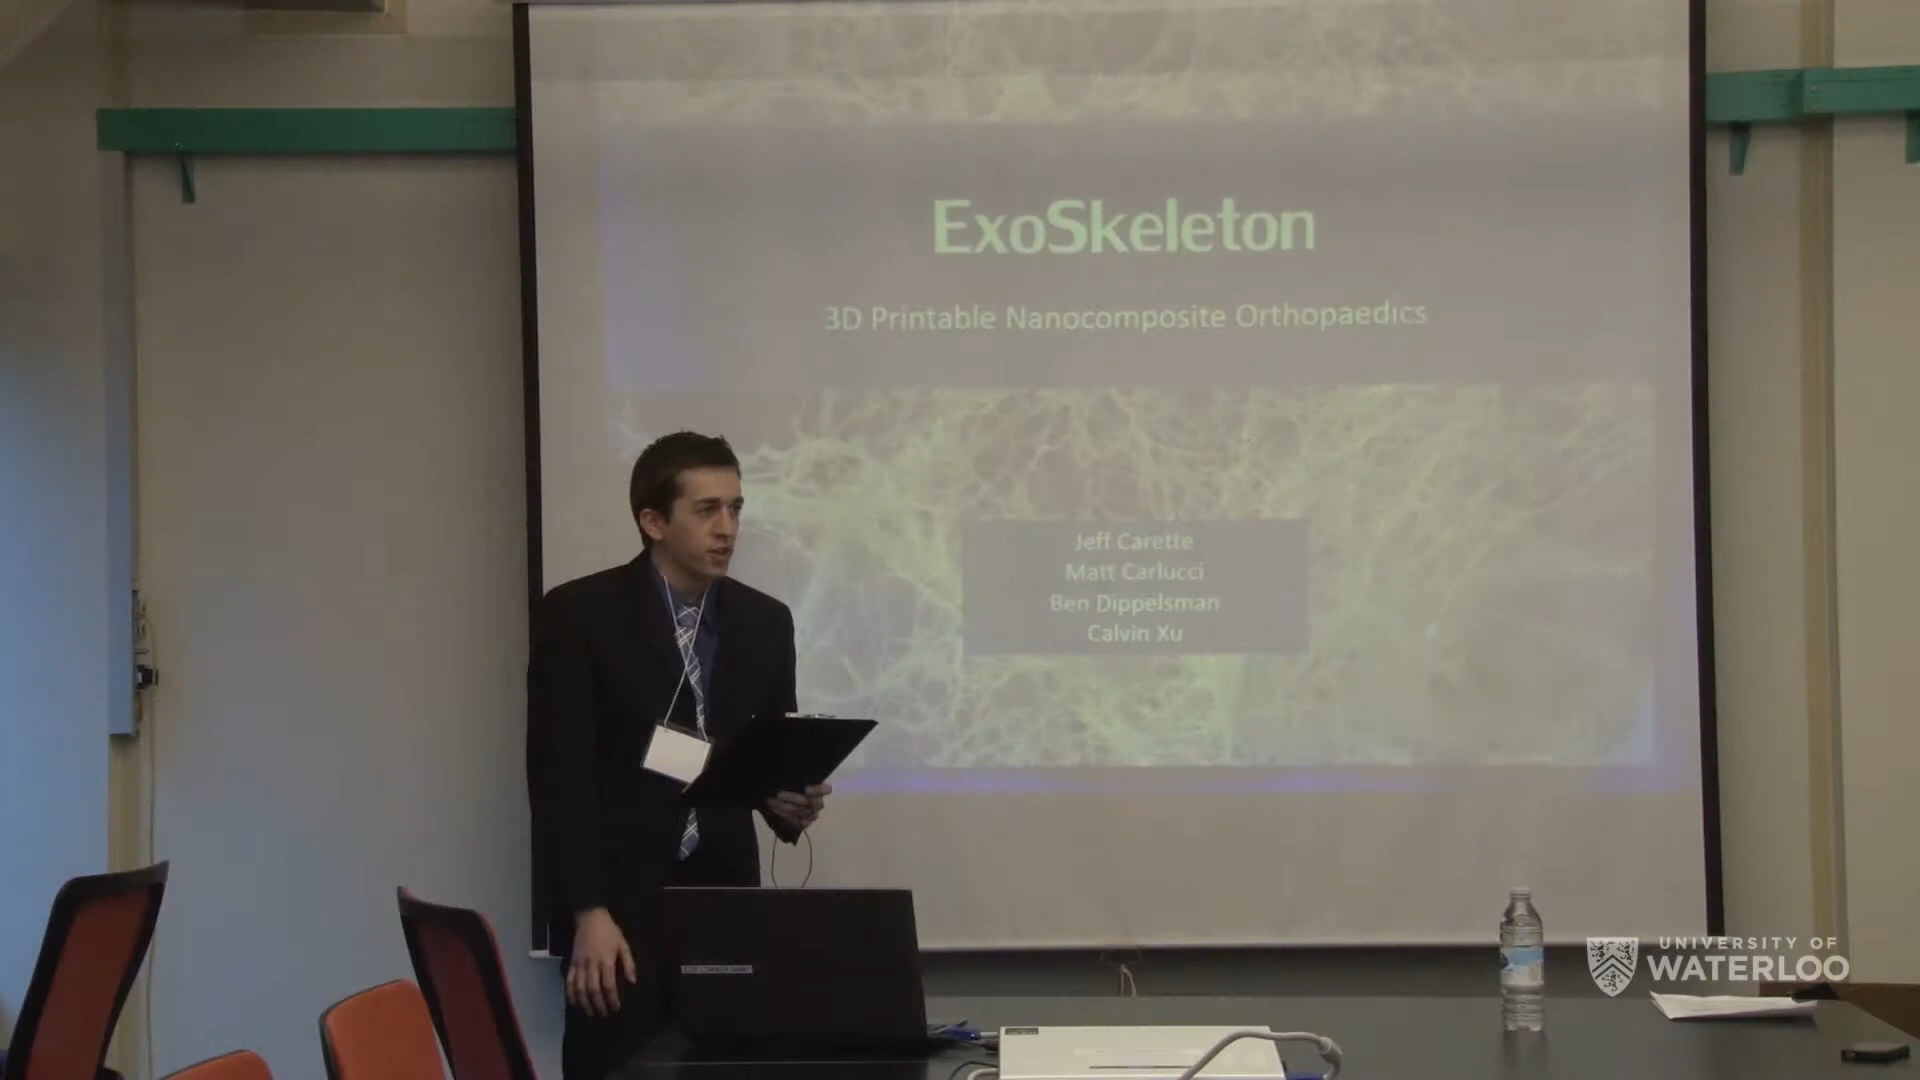 ExoSkeleton
3D Printable Nanocomposite Orthopaedics
Jeff Carette
Matt Carlucci
Ben Dippelsman
Calvin Xu
UNIVERSITY OF
WATERLOO